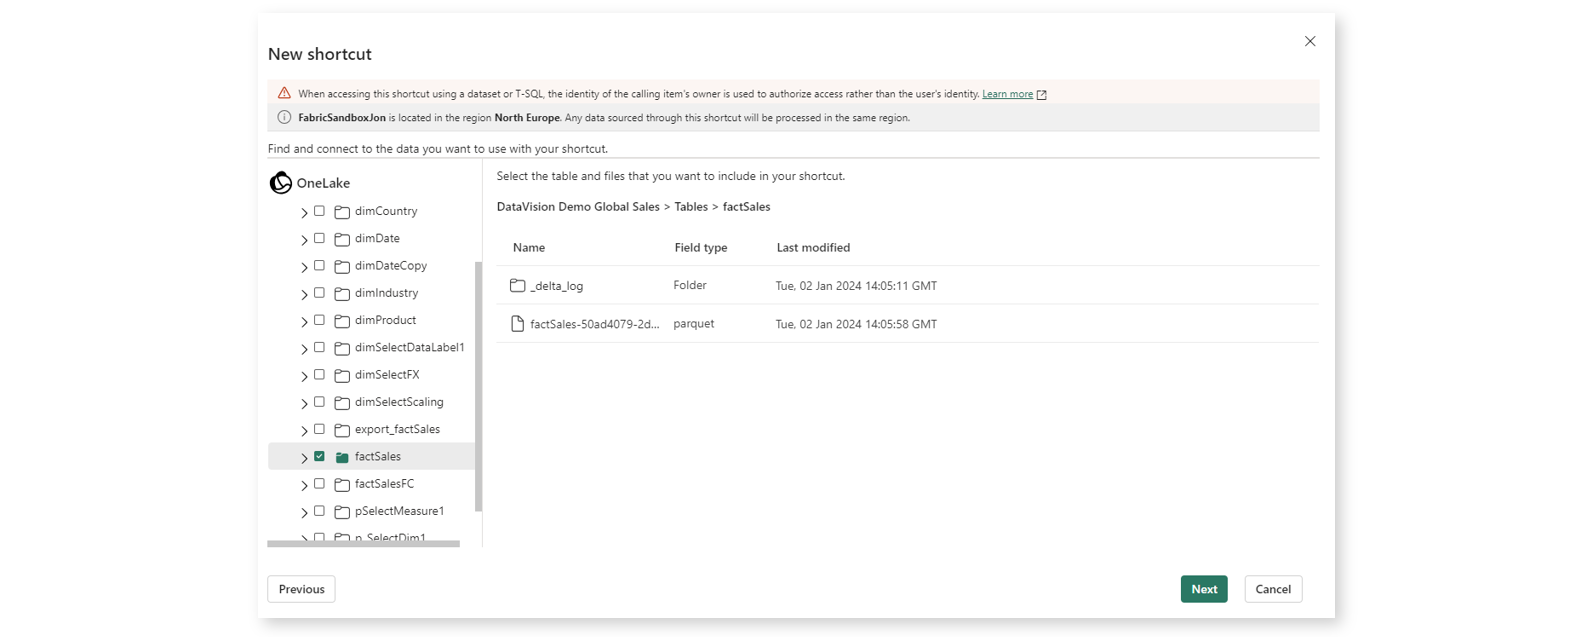 New shortcut
When accessing this shortcut using a dataset or T-SQL, the identity of the calling item's owner is used to authorize access rather than the user's identity. Learn more
FabricSandboxJon is located in the region North Europe. Any data sourced through this shortcut will be processed in the same region.
Find and connect to the data you want to use with your shortcut.
OneLake
dimCountry
dimDate
dimDateCopy
dimIndustry
dimProduct
dimSelectDataLabel1
dimSelectFX
dimSelectScaling
export_factSales
factSales
factSalesFC
pSelectMeasure1
p_SelectDim1
Select the table and files that you want to include in your shortcut.
DataVision Demo Global Sales > Tables > factSales
Name Field type Last modified
_delta_log Folder Tue, 02 Jan 2024 14:05:11 GMT
factSales-50ad4079-2d... parquet Tue, 02 Jan 2024 14:05:58 GMT
Previous Next Cancel